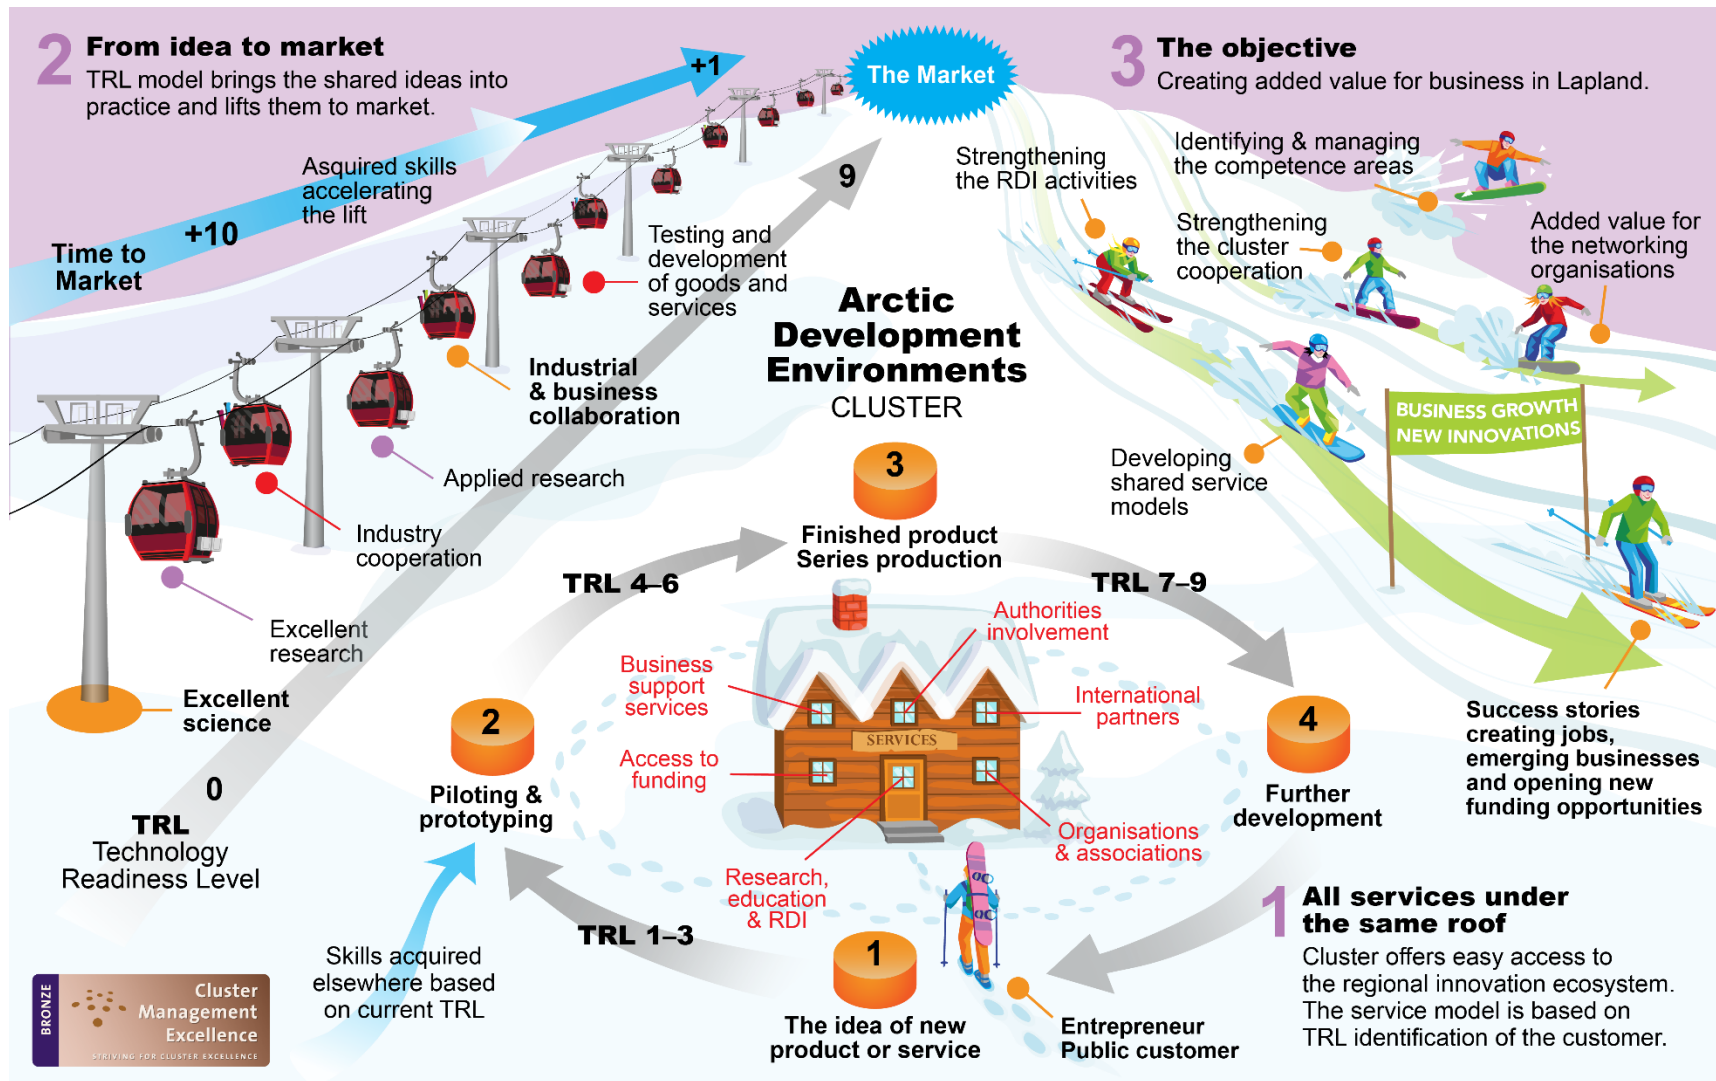 2
From idea to market
TRL model brings the shared ideas into
practice and lifts them to market.
+1
The Market
3
The objective
Creating added value for business in Lapland.
Asquired skills
accelerating
the lift
+10
Time to
Market
9
Strengthening
the RDI activities
Identifying & managing
the competence areas
Strengthening
the cluster
cooperation
Added value for
the networking
organisations
Testing and
development
of goods and
services
Industrial
& business
collaboration
Applied research
Industry
cooperation
Excellent
research
Excellent
science
0
TRL
Technology
Readiness Level
Arctic
Development
Environments
CLUSTER
BUSINESS GROWTH
NEW INNOVATIONS
Developing
shared service
models
Success stories
creating jobs,
emerging businesses
and opening new
funding opportunities
3
Finished product
Series production
TRL 4–6
TRL 7–9
2
Piloting &
prototyping
4
Further
development
Authorities
involvement
Business
support
services
International
partners
SERVICES
Access to
funding
Organisations
& associations
Research,
education
& RDI
TRL 1–3
Skills acquired
elsewhere based
on current TRL
1
The idea of new
product or service
Entrepreneur
Public customer
1
All services under
the same roof
Cluster offers easy access to
the regional innovation ecosystem.
The service model is based on
TRL identification of the customer.
BRONZE
Cluster
Management
Excellence
STRIVING FOR CLUSTER EXCELLENCE